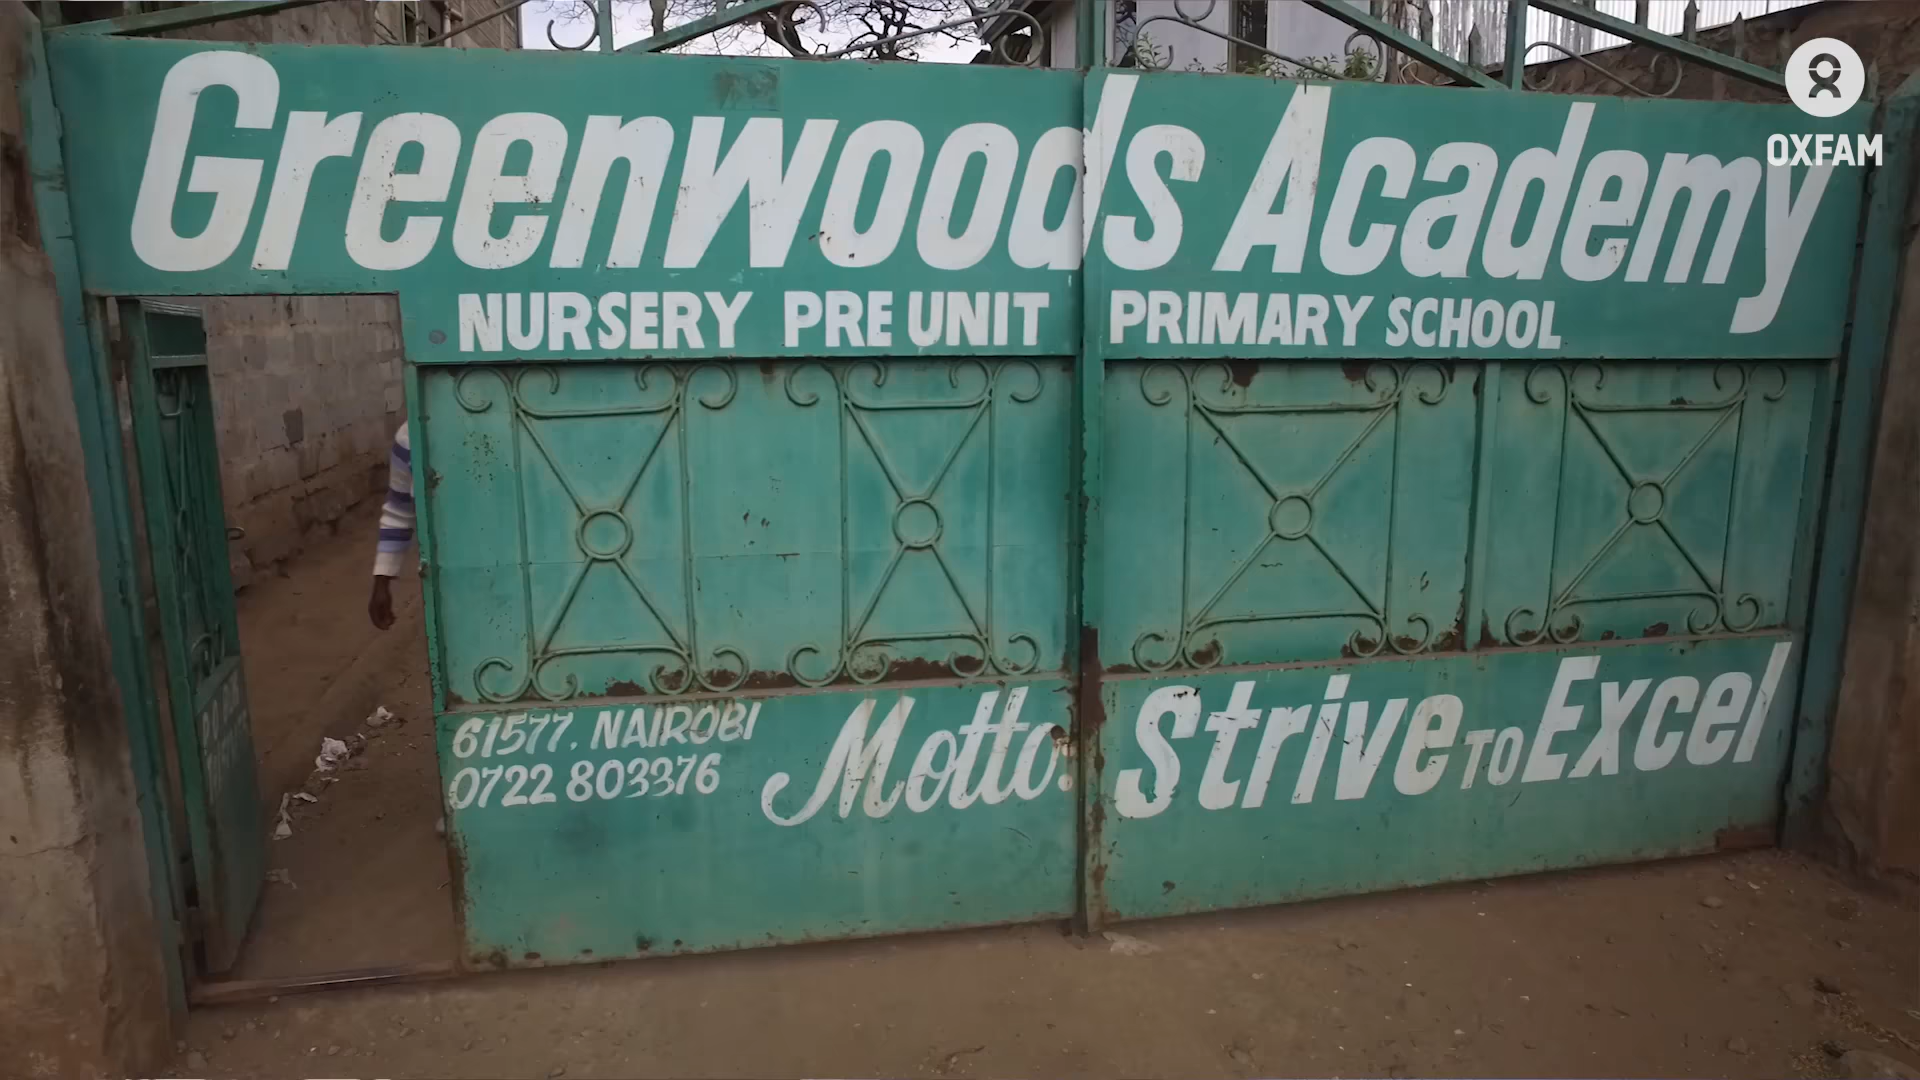 Greenwoods Academy
NURSERY PRE UNIT PRIMARY SCHOOL
61577. NAIROBI
0722 803376
Motto: Strive TO Excel
OXFAM